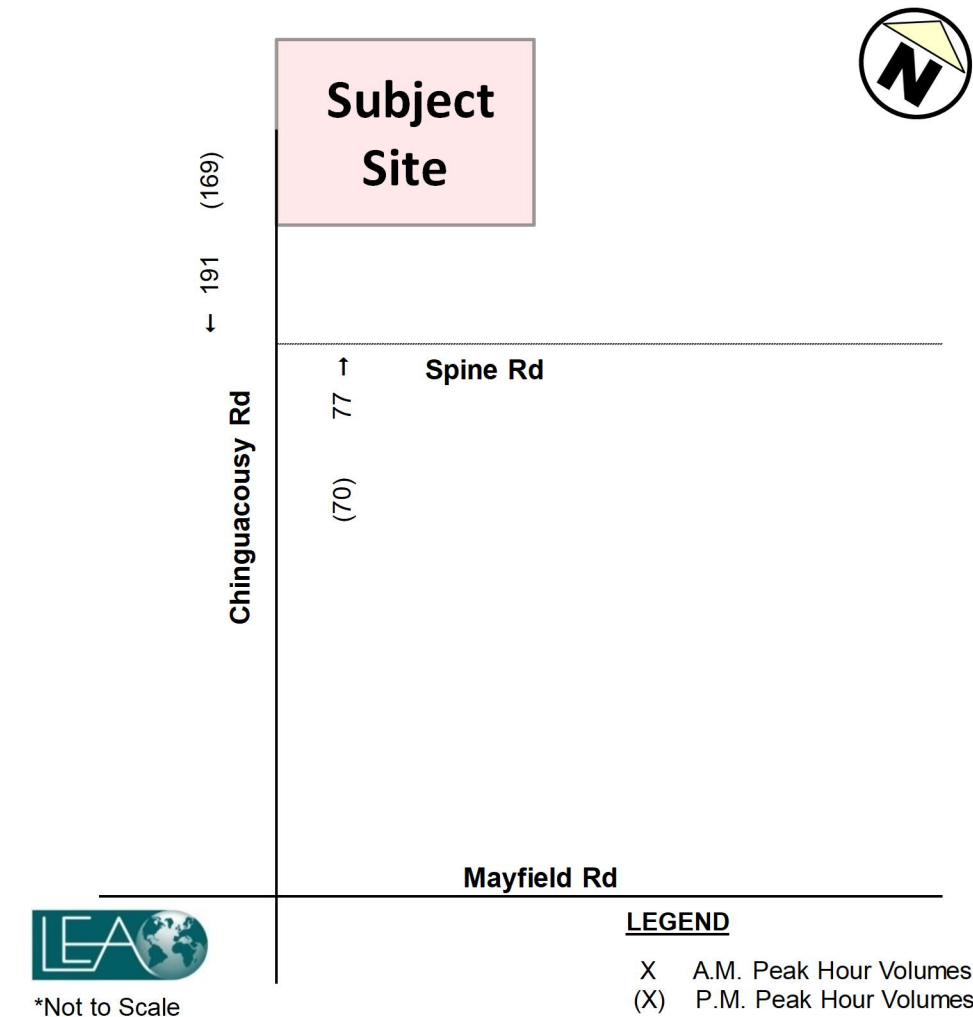 Subject
Site
N
(169)
← 191
Spine Rd
77 →
(70)
Chinguacousy Rd
Mayfield Rd
LEGEND
X A.M. Peak Hour Volumes
(X) P.M. Peak Hour Volumes
LEA
*Not to Scale